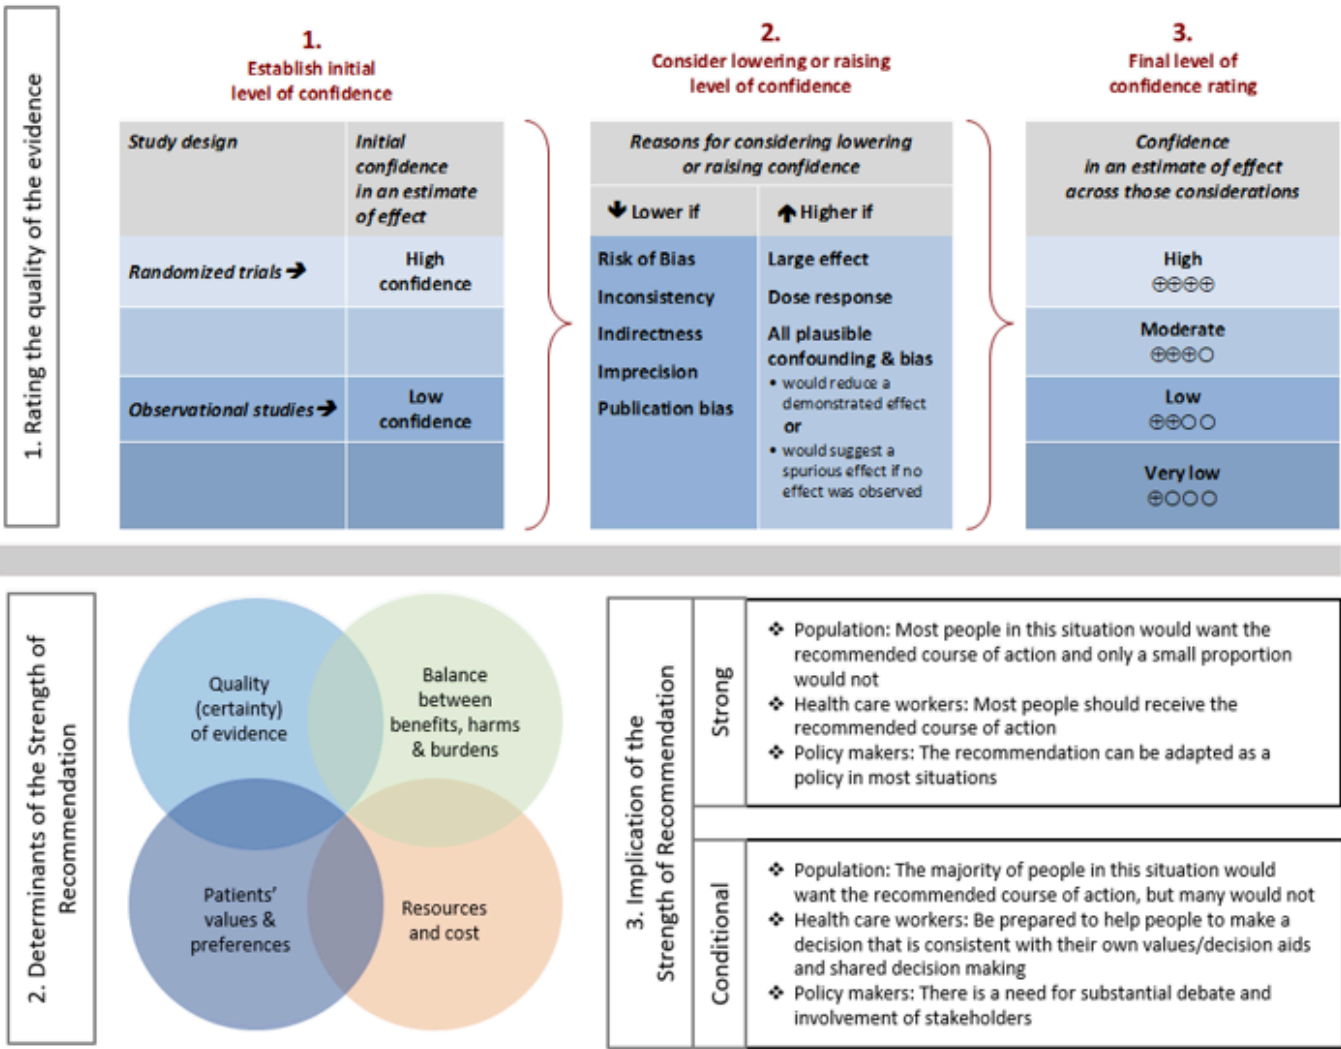 1. Rating the quality of the evidence
1.
Establish initial
level of confidence
2.
Consider lowering or raising
level of confidence
3.
Final level of
confidence rating
Study design
Initial
confidence
in an estimate
of effect
Randomized trials ➔
High
confidence
Observational studies ➔
Low
confidence
Reasons for considering lowering
or raising confidence
🡇 Lower if
🡅 Higher if
Risk of Bias
Inconsistency
Indirectness
Imprecision
Publication bias
Large effect
Dose response
All plausible
confounding & bias
• would reduce a
demonstrated effect
or
• would suggest a
spurious effect if no
effect was observed
Confidence
in an estimate of effect
across those considerations
High
⊕⊕⊕⊕
Moderate
⊕⊕⊕○
Low
⊕⊕○○
Very low
⊕○○○
2. Determinants of the Strength of
Recommendation
Quality
(certainty)
of evidence
Balance
between
benefits, harms
& burdens
Patients’
values &
preferences
Resources
and cost
3. Implication of the
Strength of Recommendation
Strong
❖ Population: Most people in this situation would want the
recommended course of action and only a small proportion
would not
❖ Health care workers: Most people should receive the
recommended course of action
❖ Policy makers: The recommendation can be adapted as a
policy in most situations
Conditional
❖ Population: The majority of people in this situation would
want the recommended course of action, but many would not
❖ Health care workers: Be prepared to help people to make a
decision that is consistent with their own values/decision aids
and shared decision making
❖ Policy makers: There is a need for substantial debate and
involvement of stakeholders